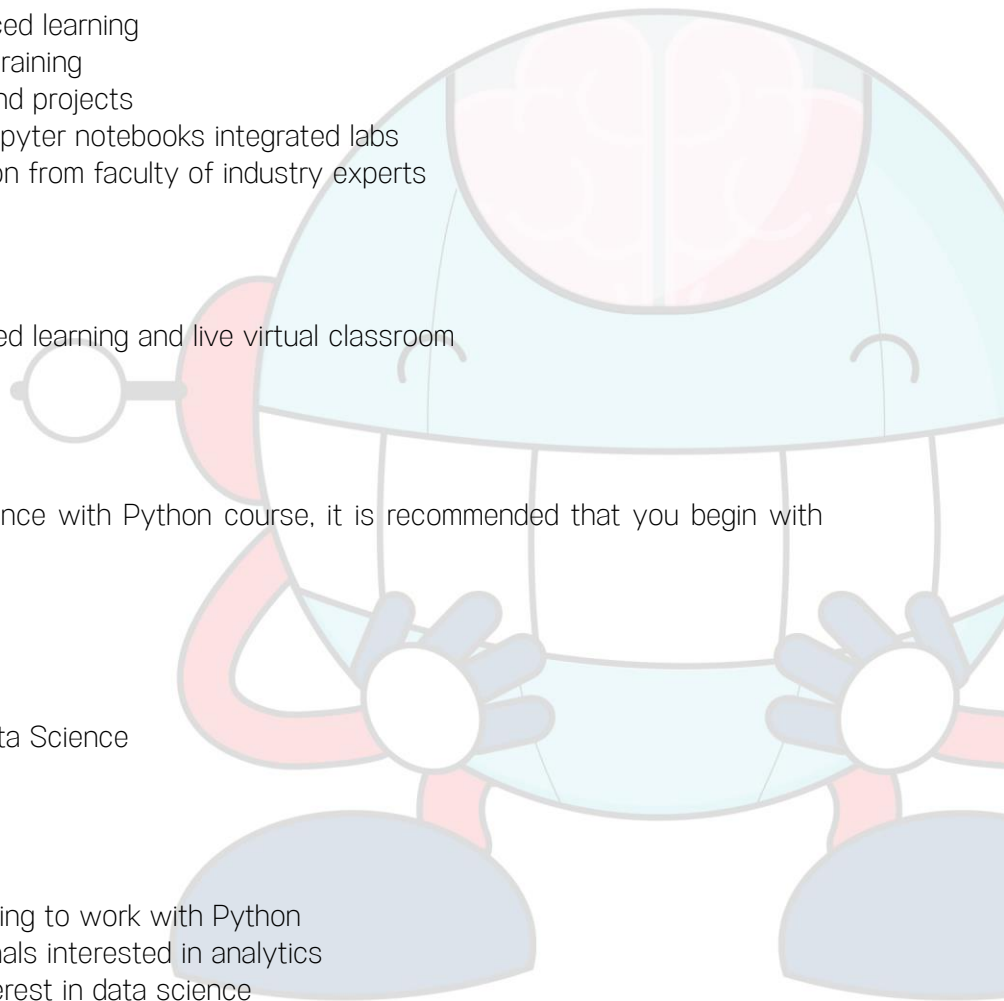 ced learning
raining
nd projects
pyter notebooks integrated labs
on from faculty of industry experts
ed learning and live virtual classroom
nce with Python course, it is recommended that you begin with
ta Science
ing to work with Python
nals interested in analytics
erest in data science